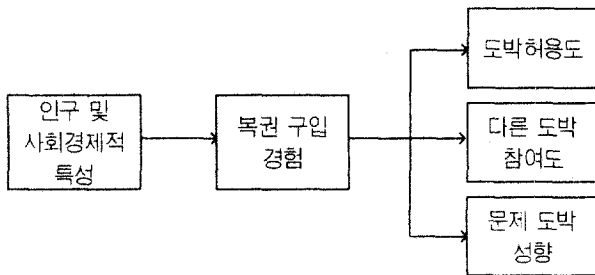 인구 및
사회경제적
특성
복권 구입
경험
도박허용도
다른 도박
참여도
문제 도박
성향